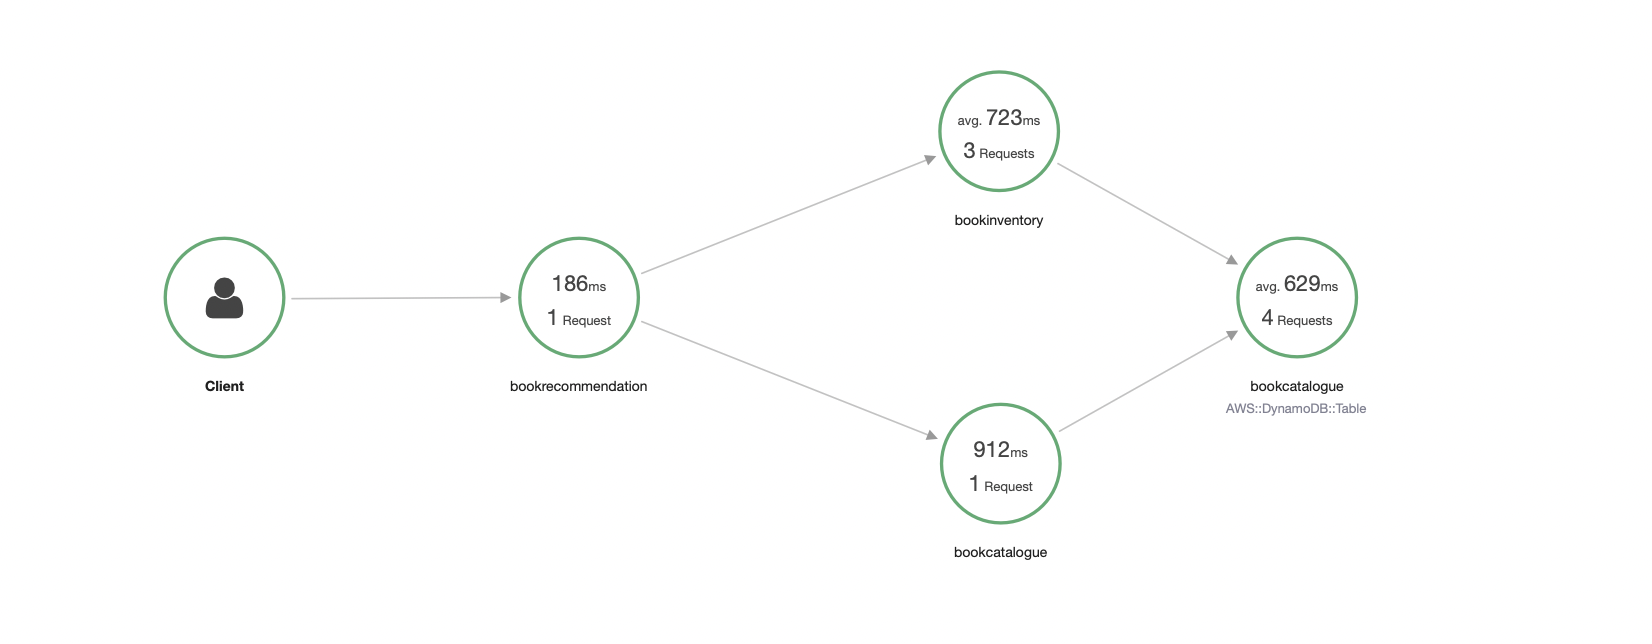 Client
186ms
1 Request
bookrecommendation
avg. 723ms
3 Requests
bookinventory
912ms
1 Request
bookcatalogue
avg. 629ms
4 Requests
bookcatalogue
AWS::DynamoDB::Table